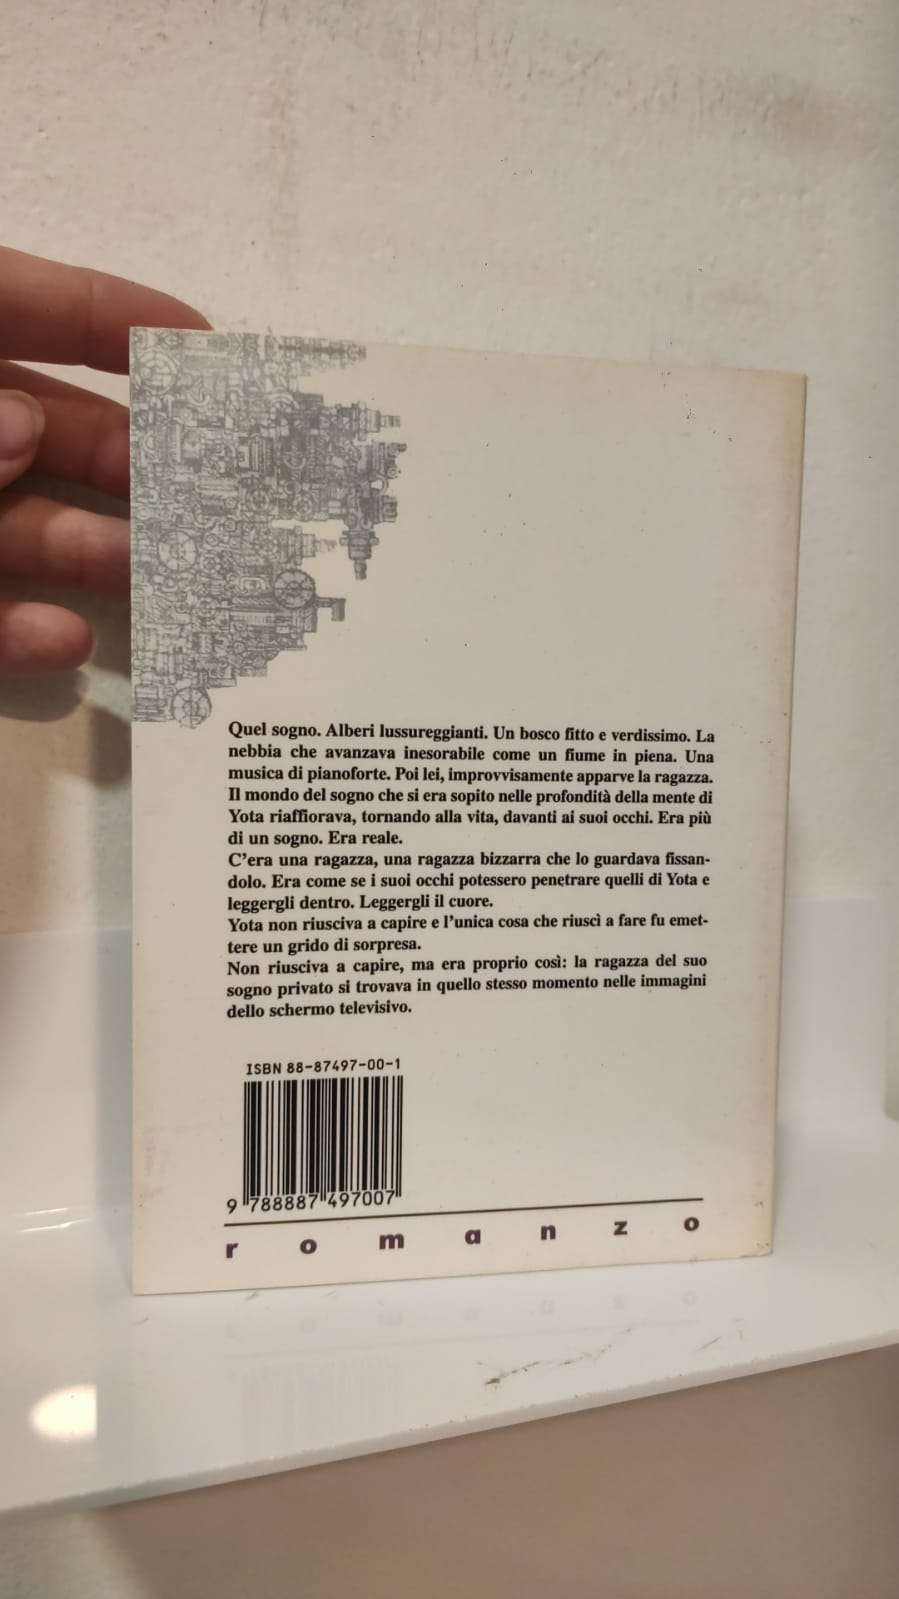 Quel sogno. Alberi lussureggianti. Un bosco fitto e verdissimo. La
nebbia che avanzava inesorabile come un fiume in piena. Una
musica di pianoforte. Poi lei, improvvisamente apparve la ragazza.
Il mondo del sogno che si era sopito nelle profondità della mente di
Yota riaffiorava, tornando alla vita, davanti ai suoi occhi. Era più
di un sogno. Era reale.
C'era una ragazza, una ragazza bizzarra che lo guardava fissan-
dolo. Era come se i suoi occhi potessero penetrare quelli di Yota e
leggergli dentro. Leggergli il cuore.
Yota non riusciva a capire e l'unica cosa che riuscì a fare fu emet-
tere un grido di sorpresa.
Non riusciva a capire, ma era proprio così: la ragazza del suo
sogno privato si trovava in quello stesso momento nelle immagini
dello schermo televisivo.
ISBN 88-87497-00-1
9 788887 497007
romanzo